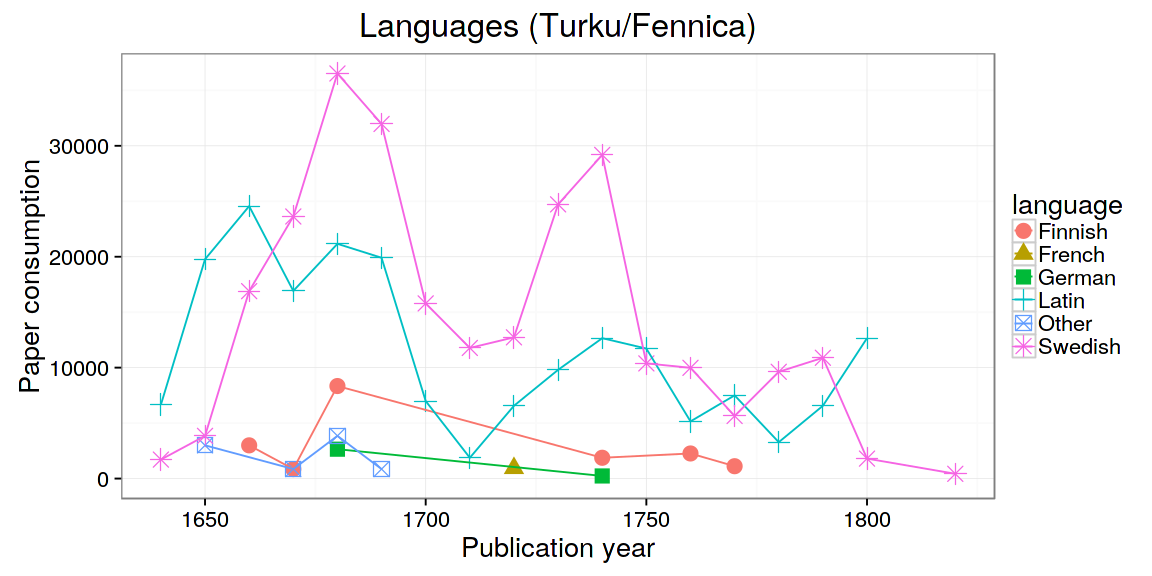 Languages (Turku/Fennica)
Paper consumption
30000
20000
10000
0
1650 1700 1750 1800
Publication year
language
Finnish
French
German
Latin
Other
Swedish